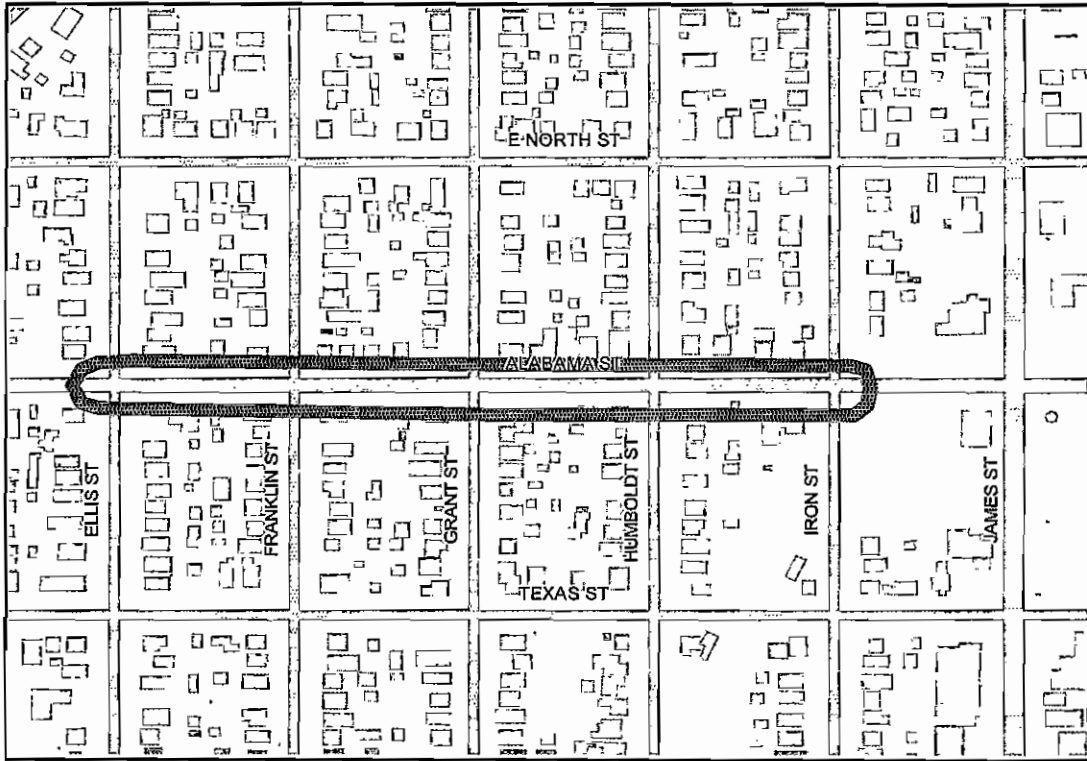 E NORTH ST
ALABAMA ST
ELLIS ST
FRANKLIN ST
GRANT ST
HUMBOLDT ST
IRON ST
JAMES ST
TEXAS ST